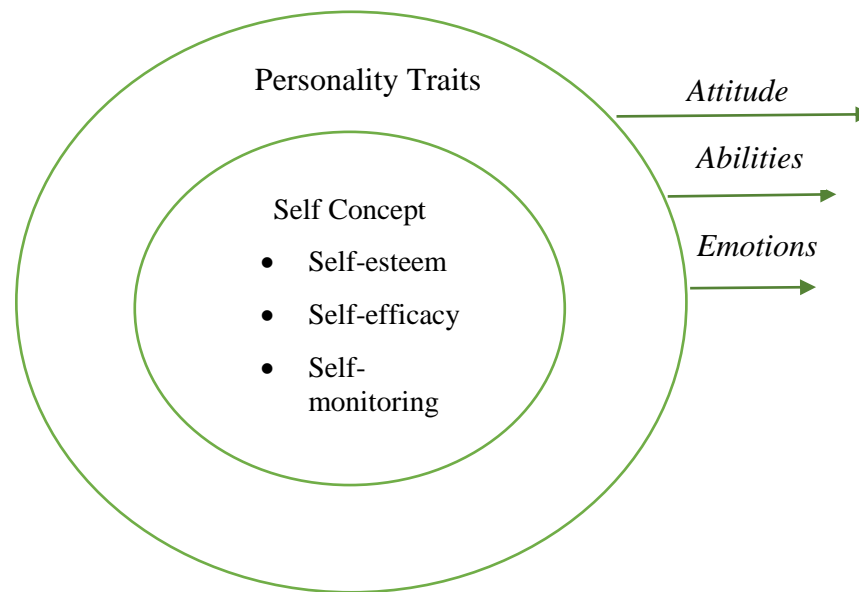 Personality Traits
Attitude
Abilities
Emotions
Self Concept
• Self-esteem
• Self-efficacy
• Self-
monitoring